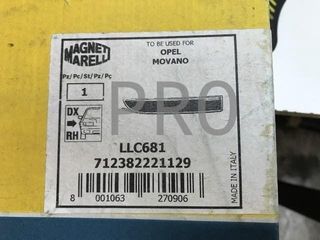 MAGNETI
MARELLI
TO BE USED FOR
OPEL
MOVANO
Pz/Pc/St/Pz/Pç
1
DX
RH
PRO
LLC681
712382221129
MADE IN ITALY
8 001063 270906